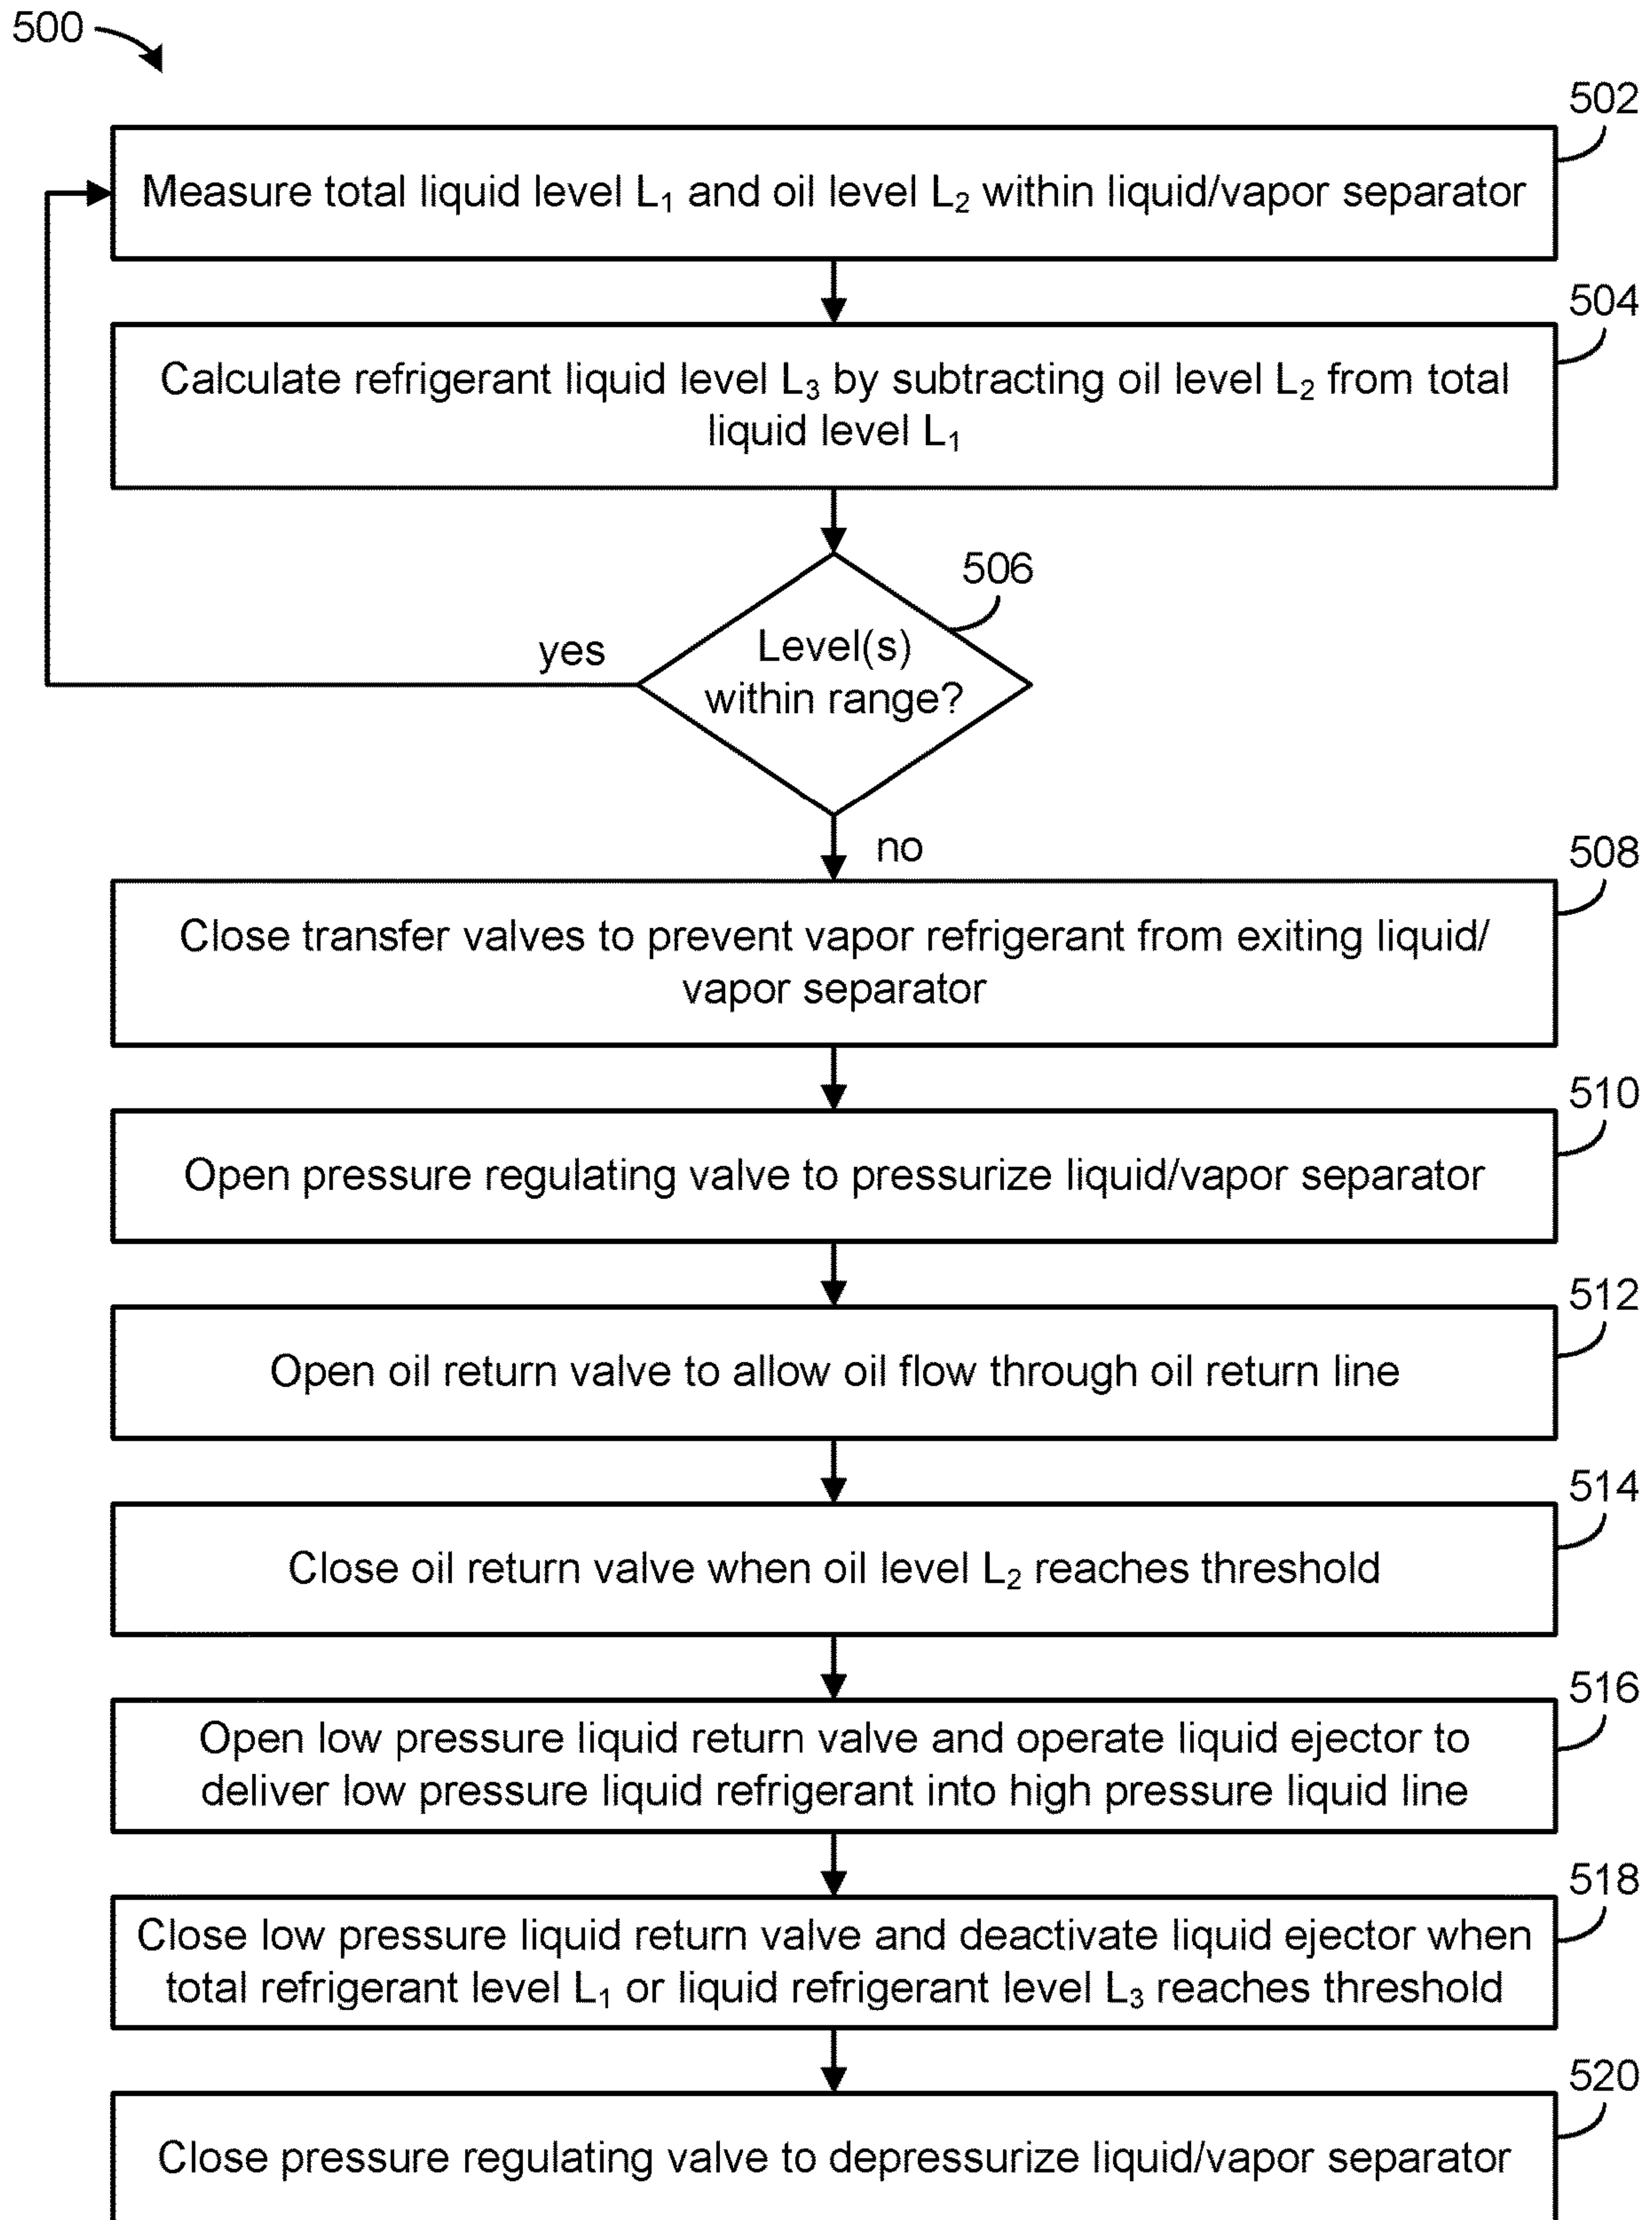 500
502
Measure total liquid level L₁ and oil level L₂ within liquid/vapor separator
504
Calculate refrigerant liquid level L₃ by subtracting oil level L₂ from total
liquid level L₁
506
Level(s)
within range?
yes
no
508
Close transfer valves to prevent vapor refrigerant from exiting liquid/
vapor separator
510
Open pressure regulating valve to pressurize liquid/vapor separator
512
Open oil return valve to allow oil flow through oil return line
514
Close oil return valve when oil level L₂ reaches threshold
516
Open low pressure liquid return valve and operate liquid ejector to
deliver low pressure liquid refrigerant into high pressure liquid line
518
Close low pressure liquid return valve and deactivate liquid ejector when
total refrigerant level L₁ or liquid refrigerant level L₃ reaches threshold
520
Close pressure regulating valve to depressurize liquid/vapor separator